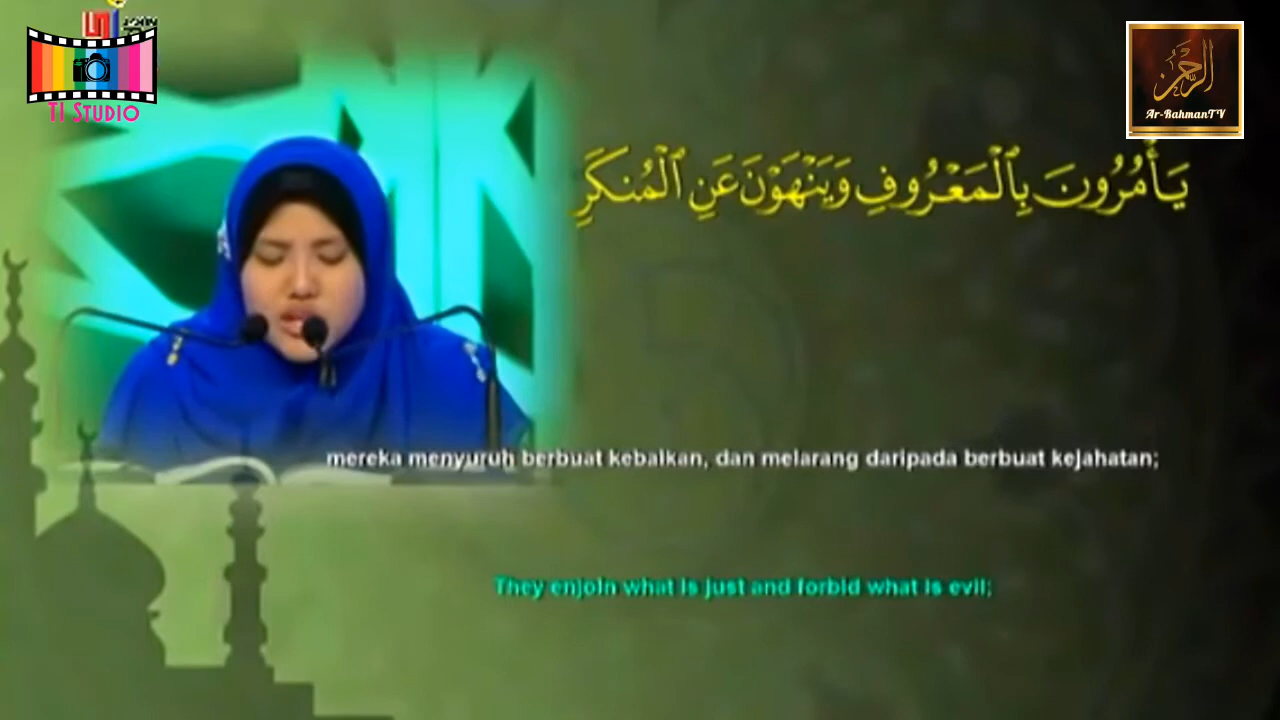 TI STUDIO
الرحمن
Ar-RahmanTV
يَأْمُرُونَ بِٱلْمَعْرُوفِ وَيَنْهَوْنَ عَنِ ٱلْمُنكَرِ
mereka menyuruh berbuat kebaikan, dan melarang daripada berbuat kejahatan;
They enjoin what is just and forbid what is evil;